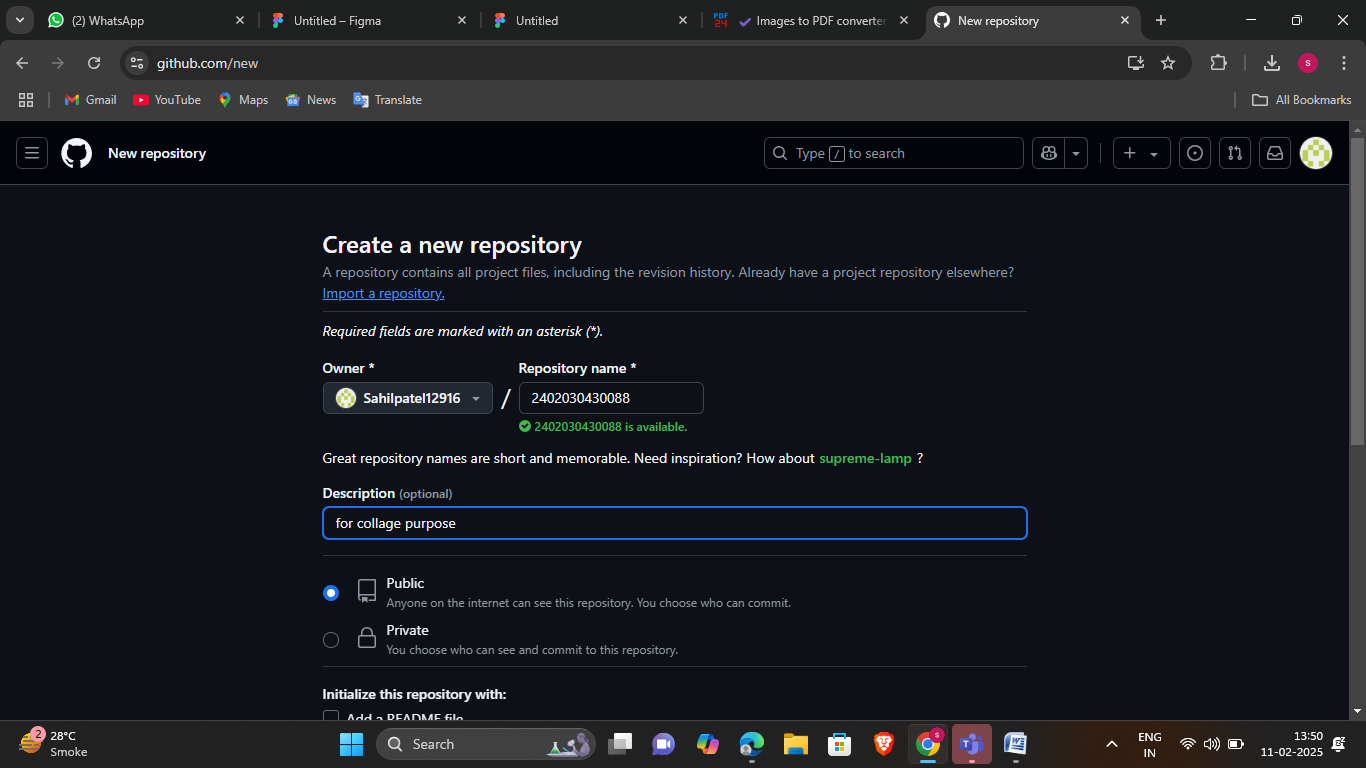 (2) WhatsApp
Untitled – Figma
Untitled
PDF 24
Images to PDF converter
New repository
github.com/new
s
Gmail
YouTube
Maps
News
Translate
All Bookmarks
New repository
Type / to search
Create a new repository
A repository contains all project files, including the revision history. Already have a project repository elsewhere?
Import a repository.
Required fields are marked with an asterisk (*).
Owner *
Repository name *
Sahilpatel12916
/
2402030430088
2402030430088 is available.
Great repository names are short and memorable. Need inspiration? How about supreme-lamp ?
Description (optional)
for collage purpose
Public
Anyone on the internet can see this repository. You choose who can commit.
Private
You choose who can see and commit to this repository.
Initialize this repository with:
Add a README file
2
28°C
Smoke
Search
s
ENG
IN
13:50
11-02-2025